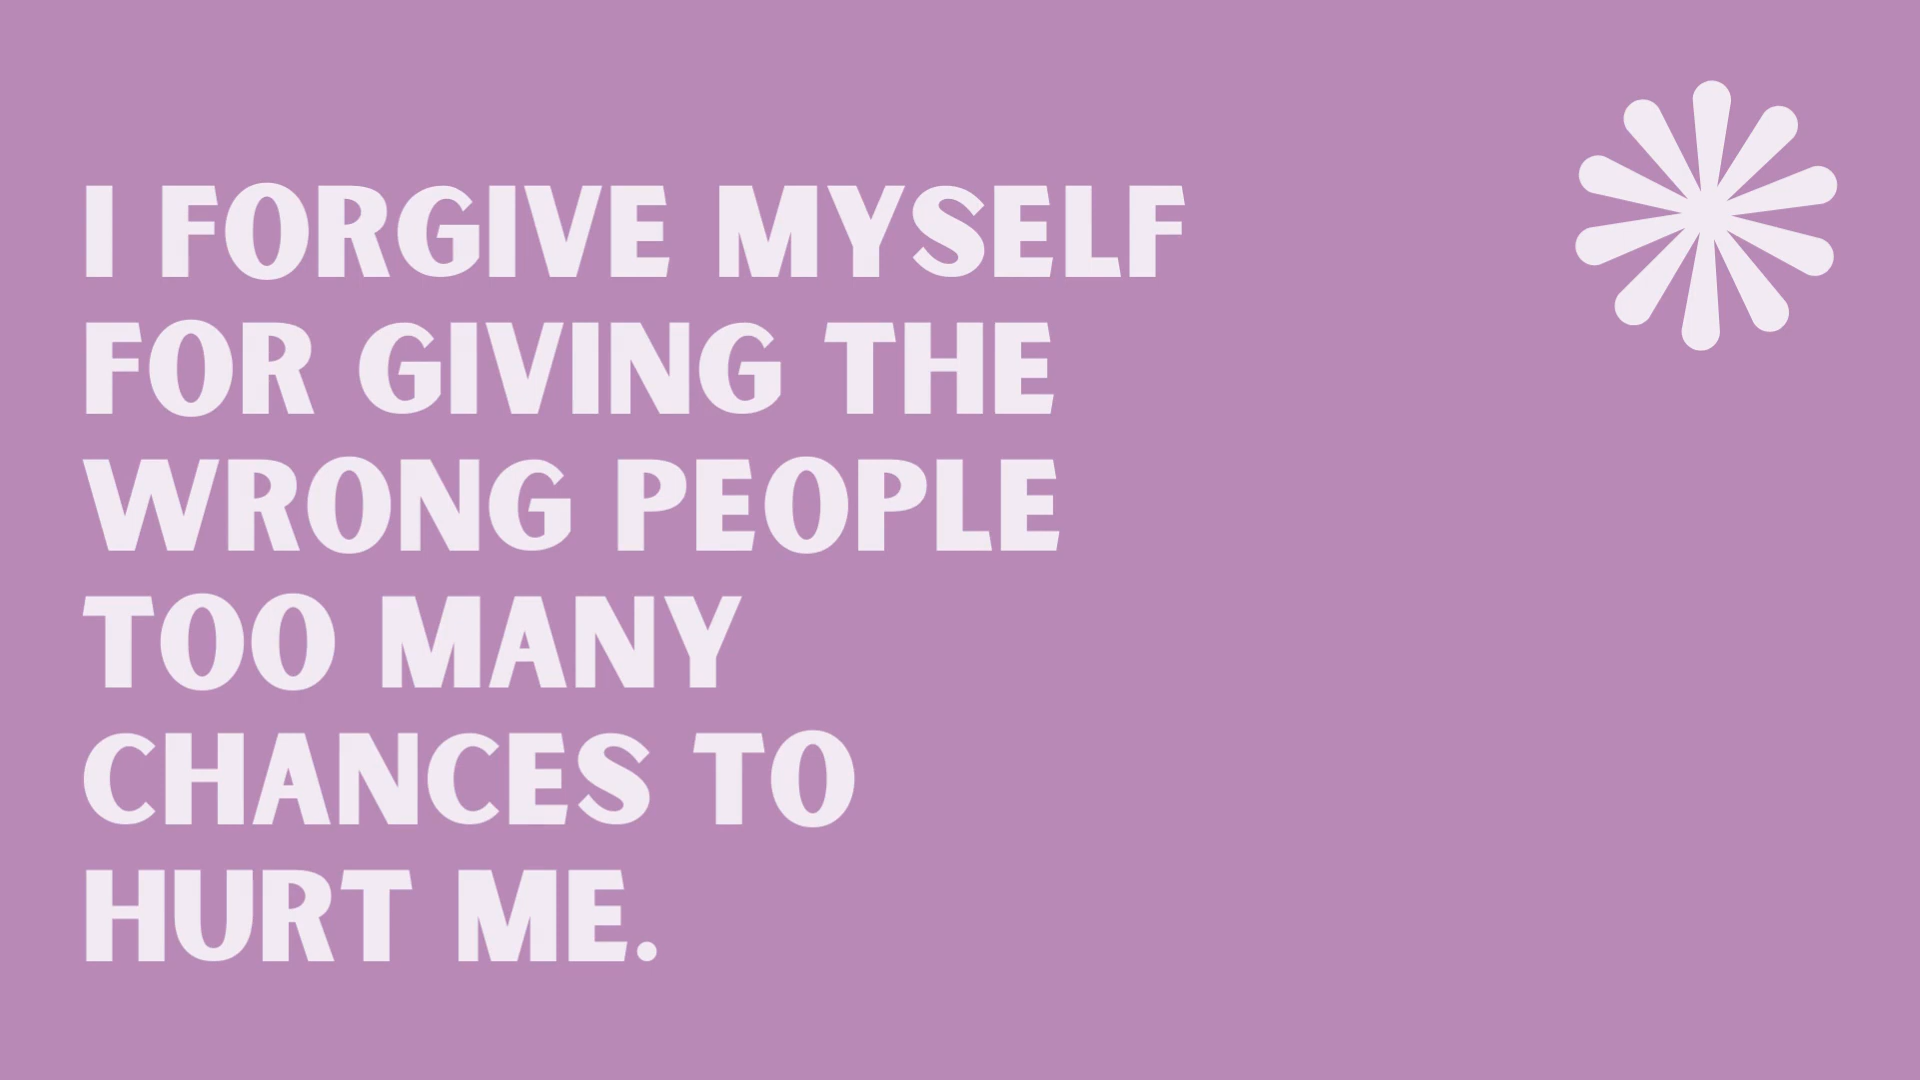 I FORGIVE MYSELF
FOR GIVING THE
WRONG PEOPLE
TOO MANY
CHANCES TO
HURT ME.